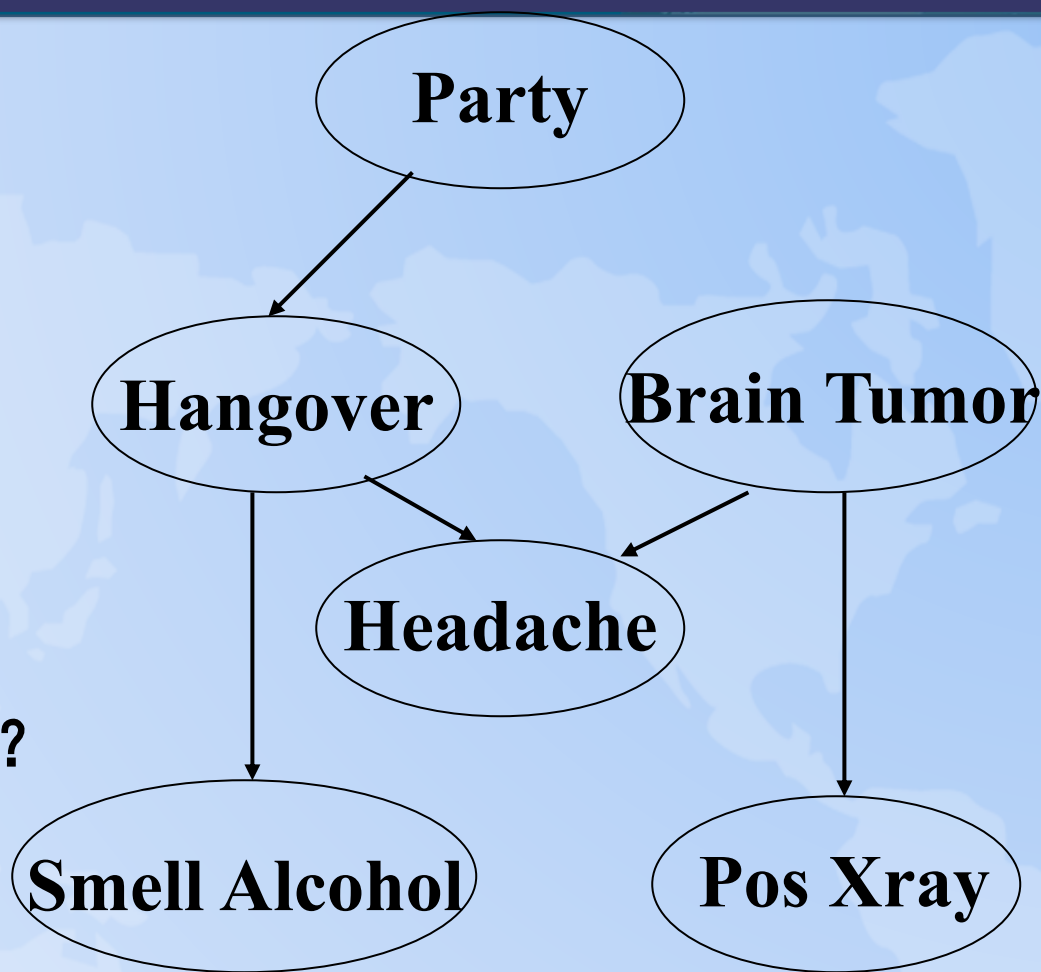 Party
Hangover
Brain Tumor
Headache
?
Smell Alcohol
Pos Xray